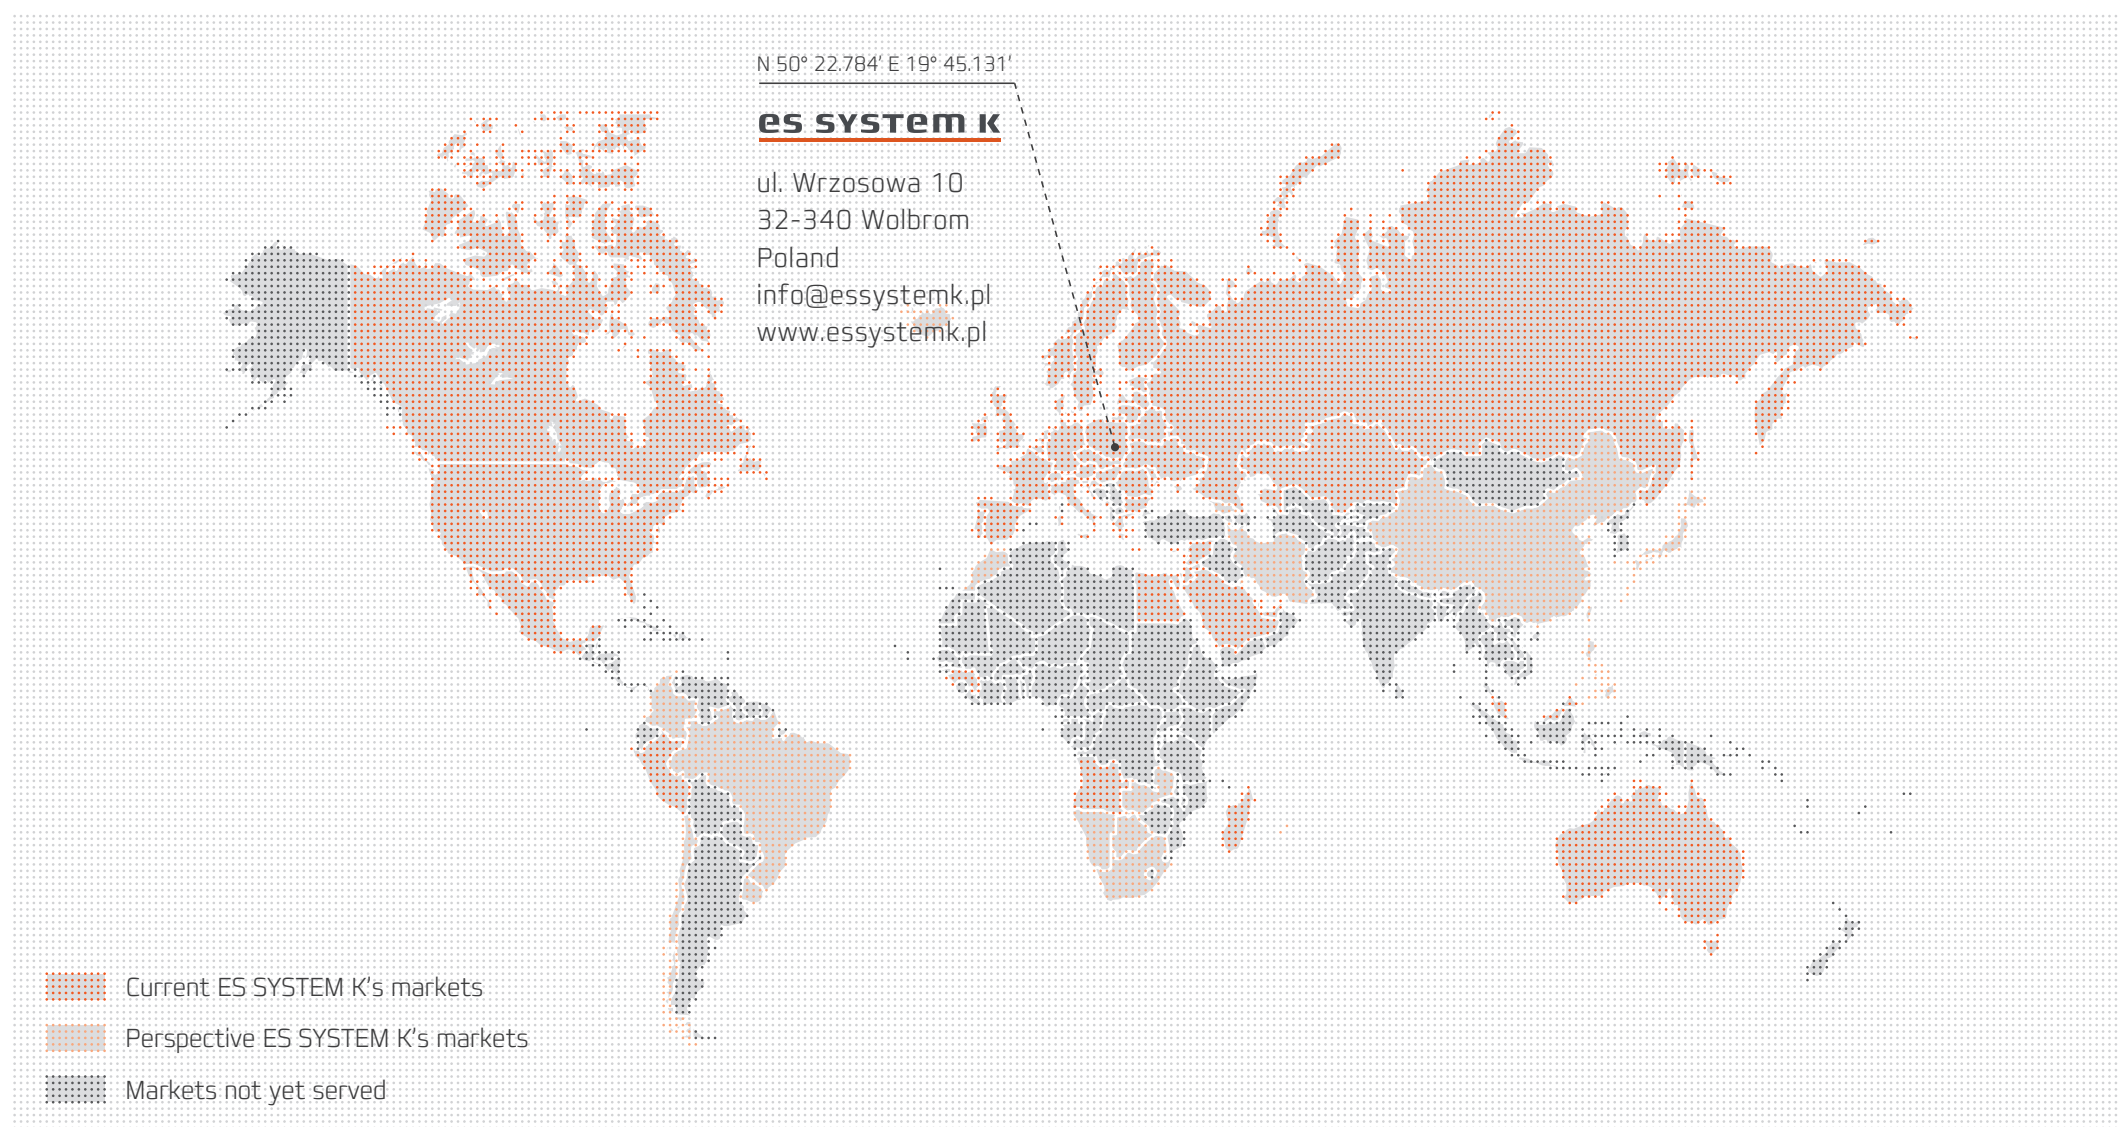 N 50° 22.784’ E 19° 45.131’
es system k
ul. Wrzosowa 10
32-340 Wolbrom
Poland
info@essystemk.pl
www.essystemk.pl
Current ES SYSTEM K’s markets
Perspective ES SYSTEM K’s markets
Markets not yet served